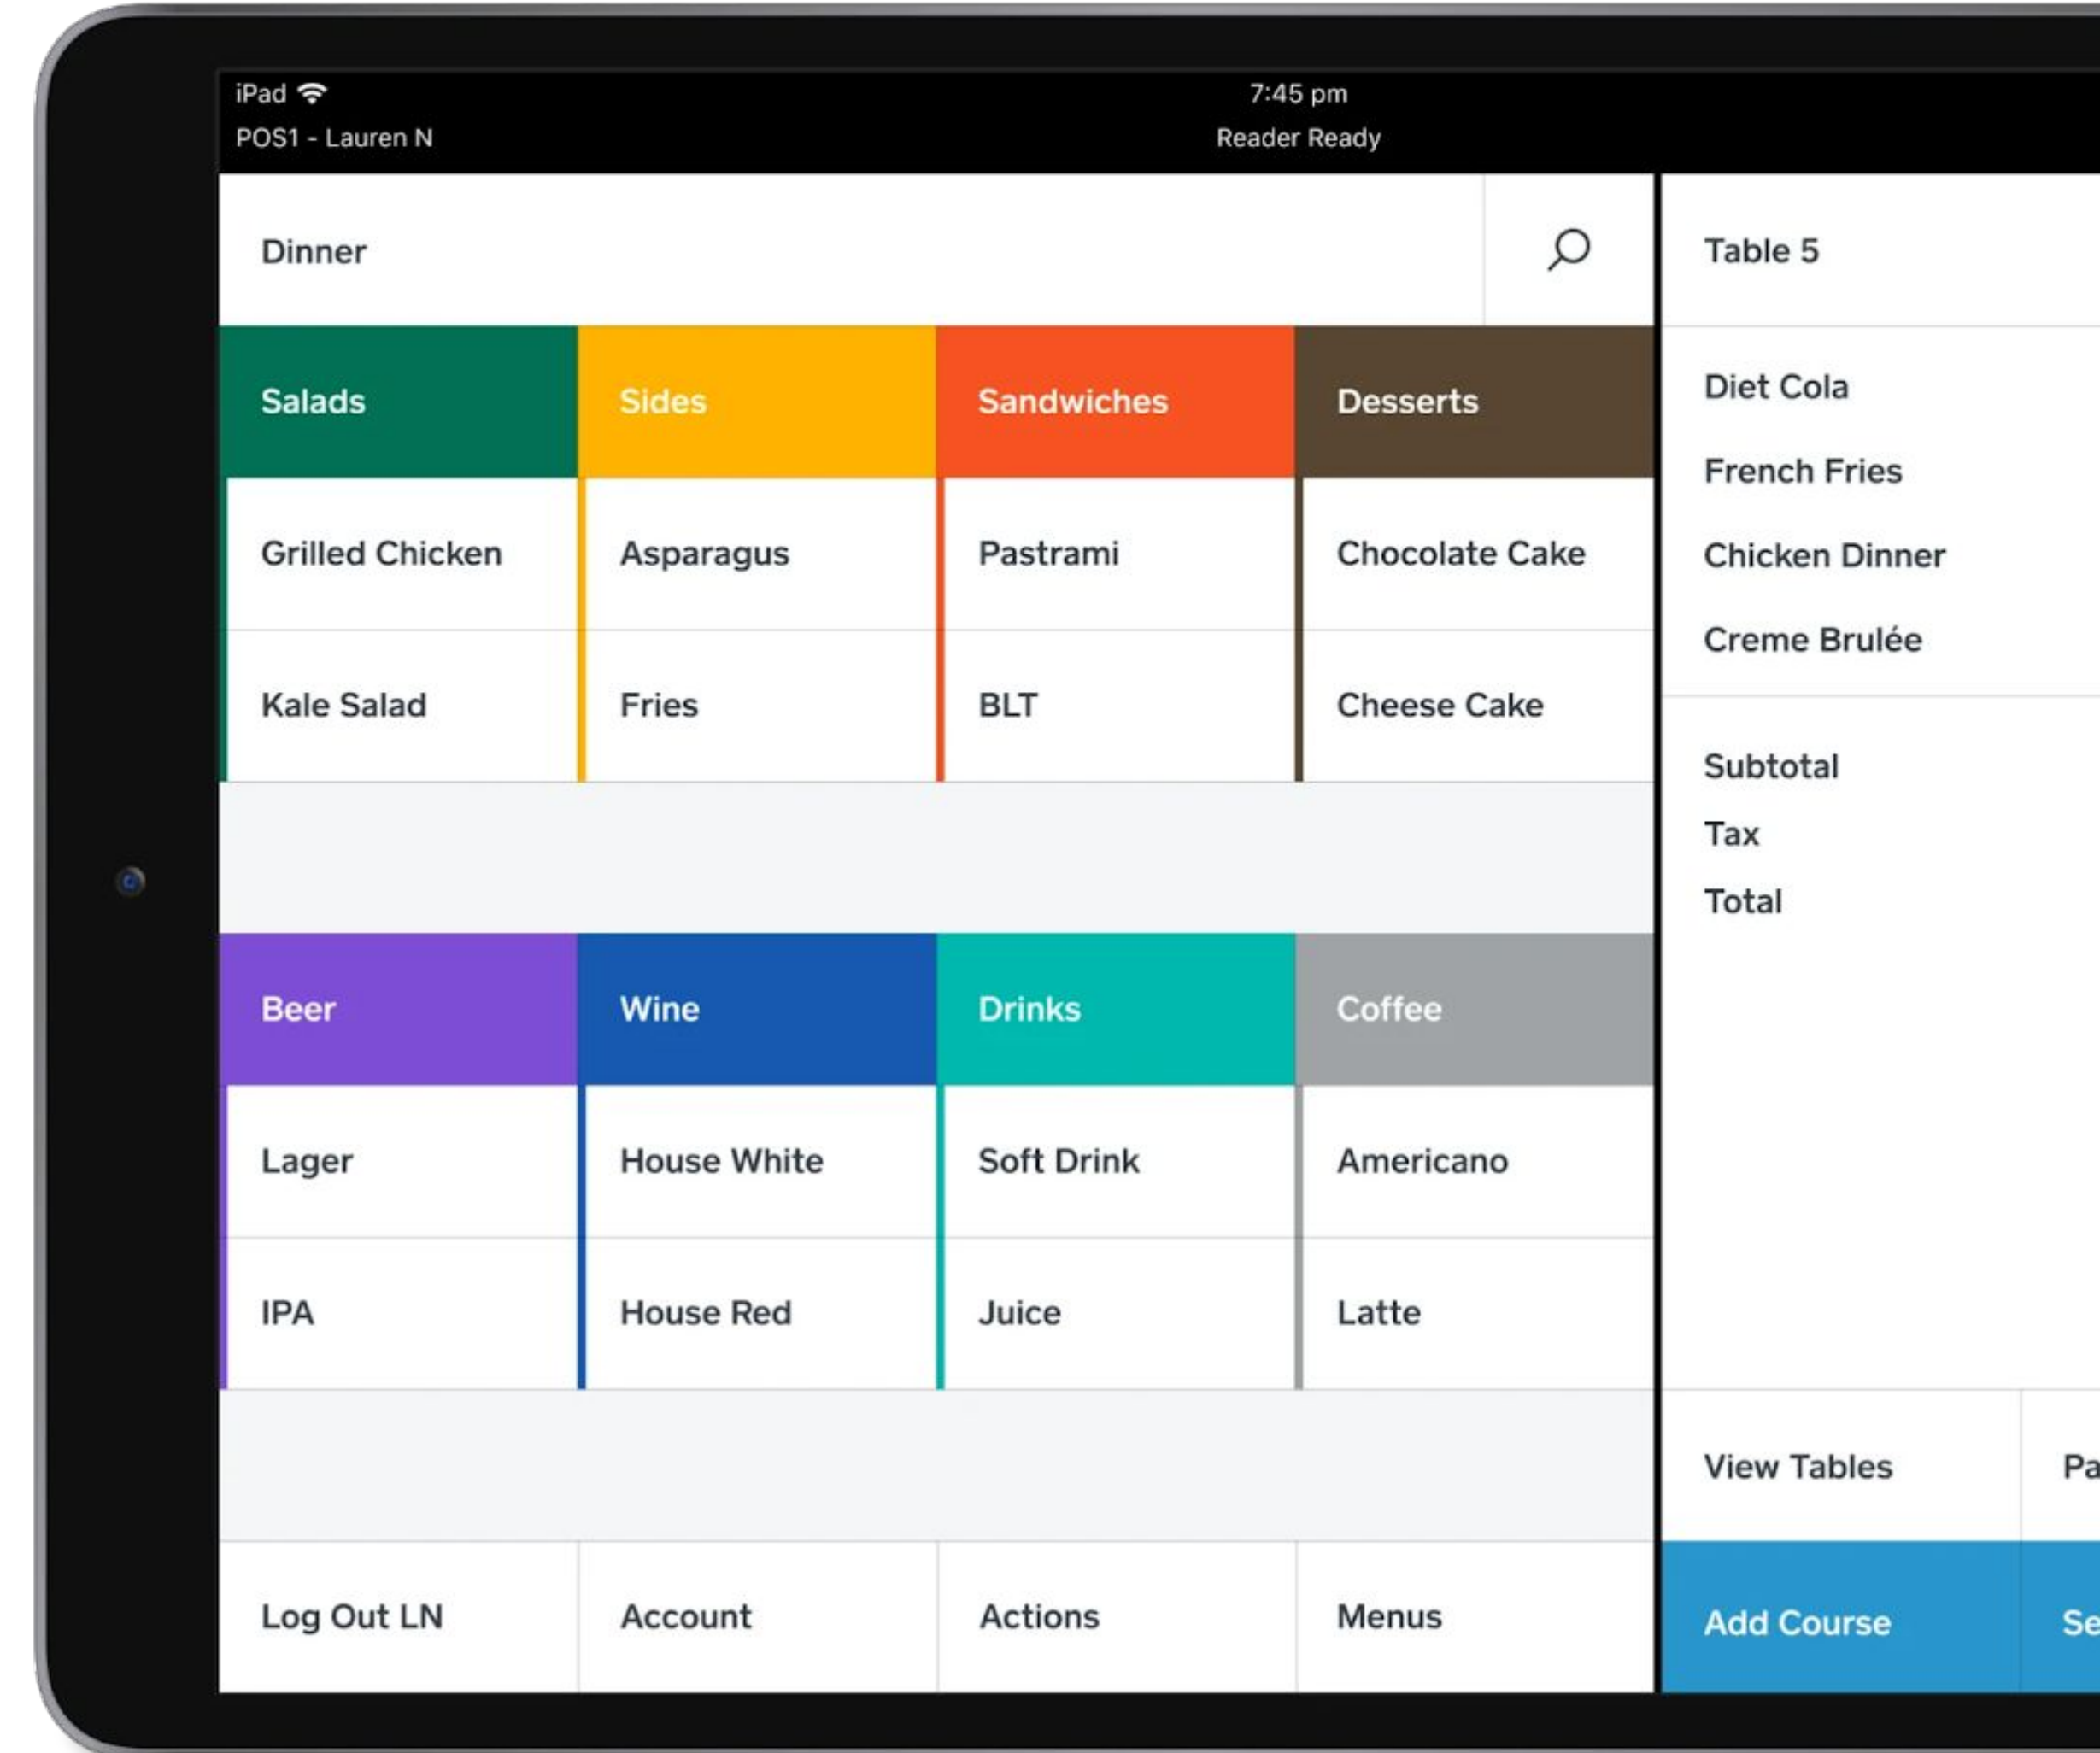 iPad
7:45 pm
POS1 - Lauren N
Reader Ready
Dinner
Table 5
Salads
Sides
Sandwiches
Desserts
Grilled Chicken
Asparagus
Pastrami
Chocolate Cake
Kale Salad
Fries
BLT
Cheese Cake
Beer
Wine
Drinks
Coffee
Lager
House White
Soft Drink
Americano
IPA
House Red
Juice
Latte
Log Out LN
Account
Actions
Menus
Diet Cola
French Fries
Chicken Dinner
Creme Brulée
Subtotal
Tax
Total
View Tables
Pa
Add Course
Se